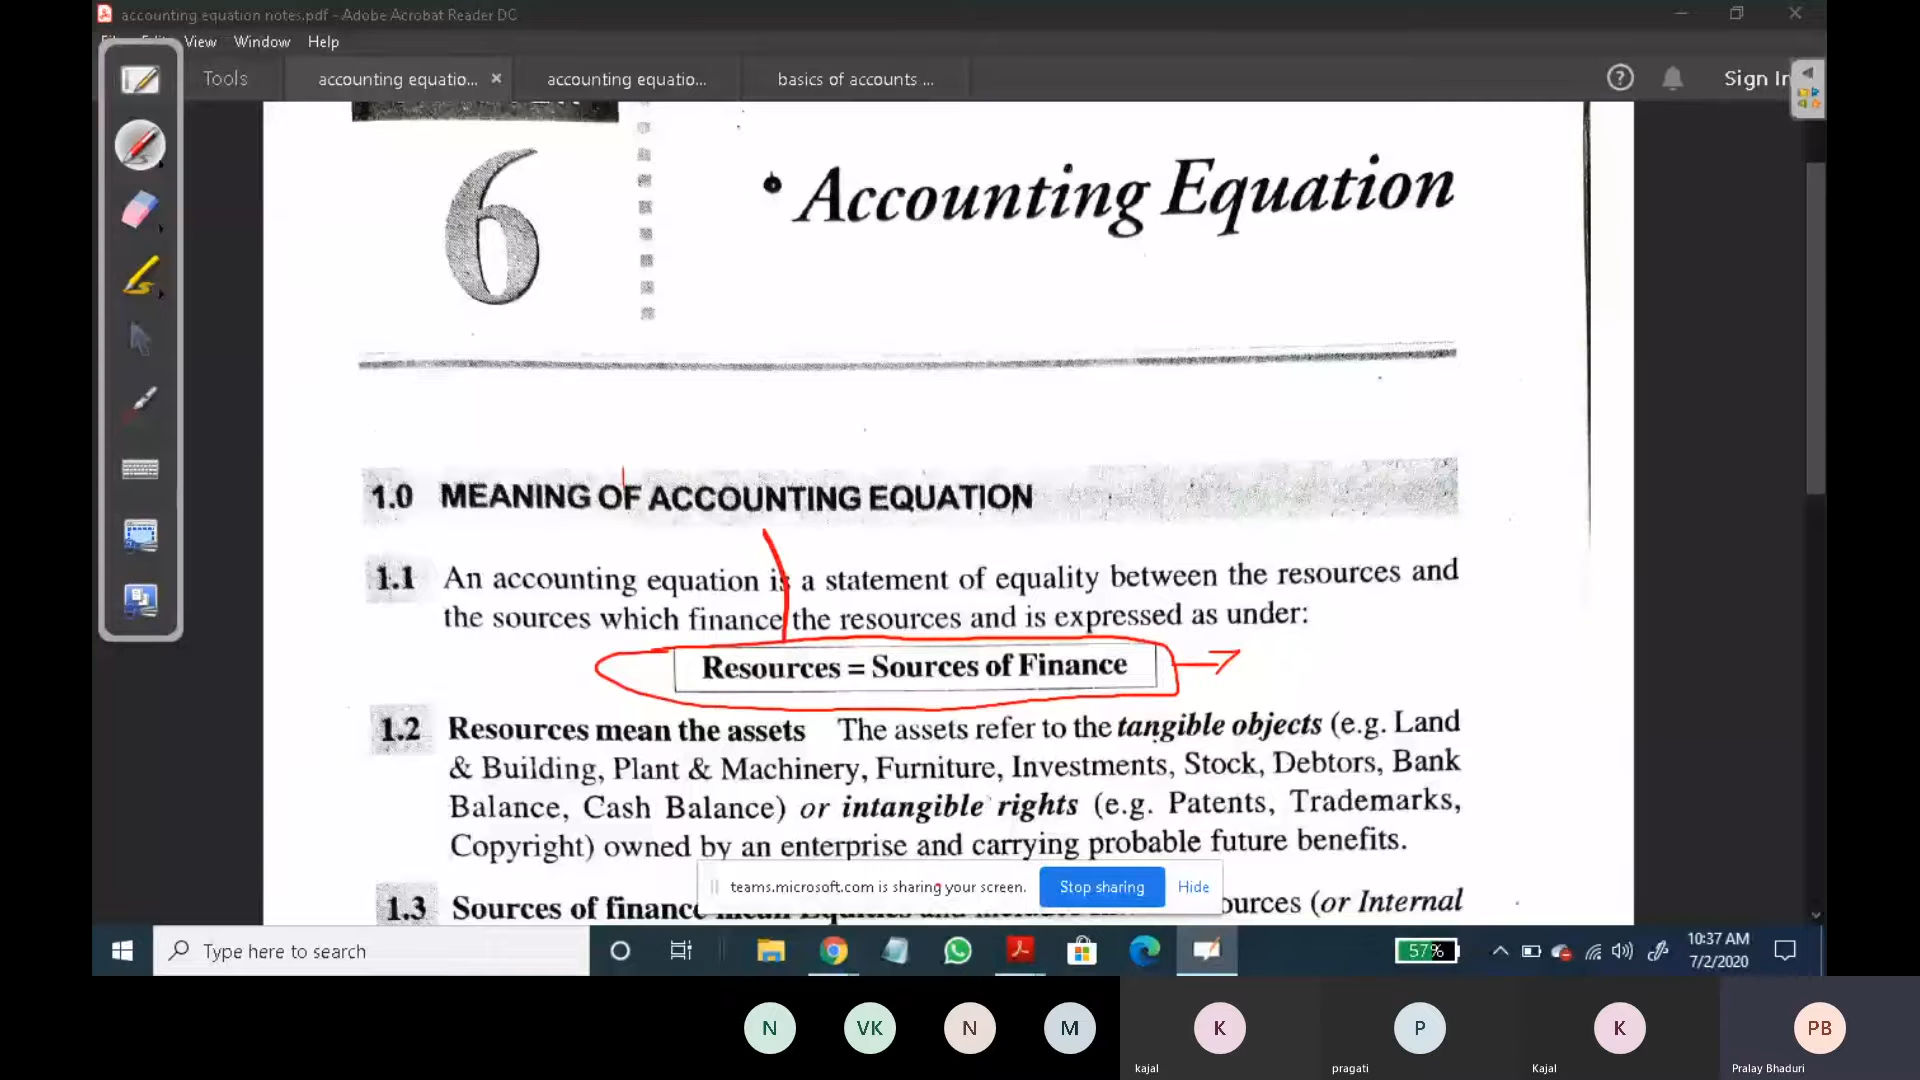 accounting equation notes.pdf - Adobe Acrobat Reader DC
View Window Help
Tools
accounting equatio... ×
accounting equatio...
basics of accounts ...
Sign In
6
Accounting Equation
1.0 MEANING OF ACCOUNTING EQUATION
1.1 An accounting equation is a statement of equality between the resources and
the sources which finance the resources and is expressed as under:
Resources = Sources of Finance
1.2 Resources mean the assets The assets refer to the tangible objects (e.g. Land
& Building, Plant & Machinery, Furniture, Investments, Stock, Debtors, Bank
Balance, Cash Balance) or intangible rights (e.g. Patents, Trademarks,
Copyright) owned by an enterprise and carrying probable future benefits.
teams.microsoft.com is sharing your screen. Stop sharing Hide
1.3 Sources of finance mean Equities (or Internal
Type here to search
57%
10:37 AM
7/2/2020
N VK N M K P K PB
kajal pragati Kajal Pralay Bhaduri